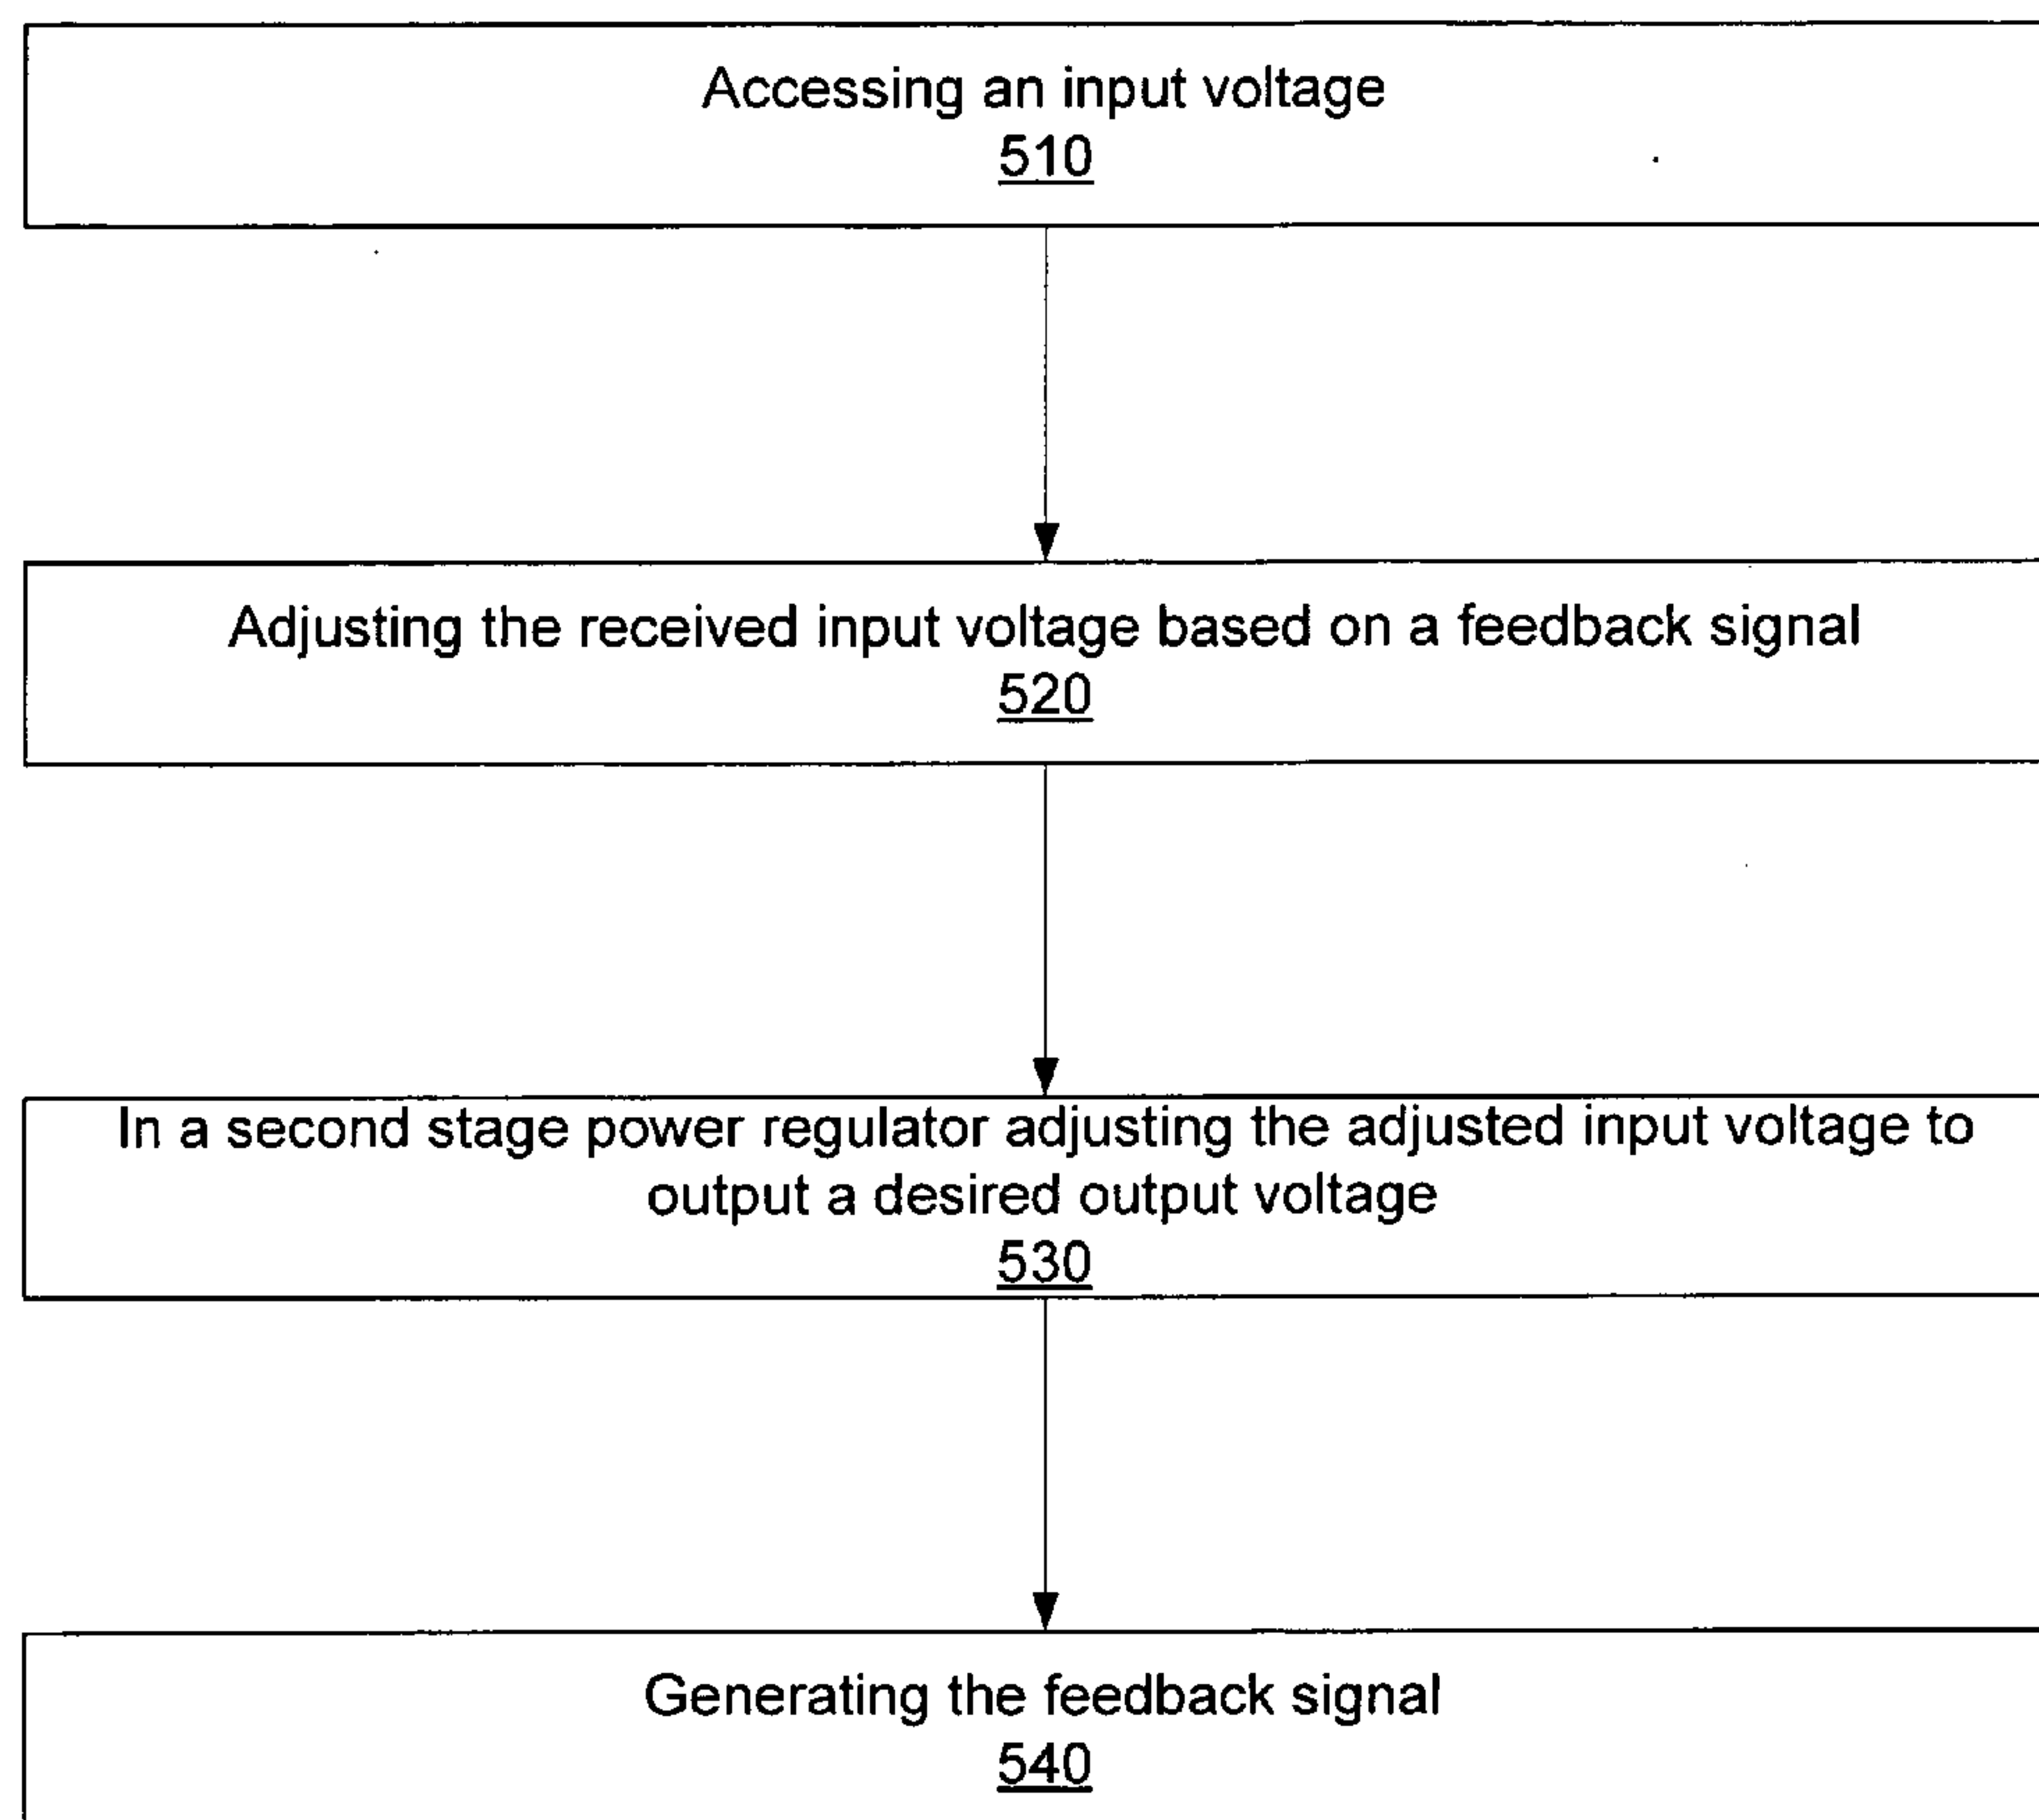 Accessing an input voltage
510
Adjusting the received input voltage based on a feedback signal
520
In a second stage power regulator adjusting the adjusted input voltage to
output a desired output voltage
530
Generating the feedback signal
540